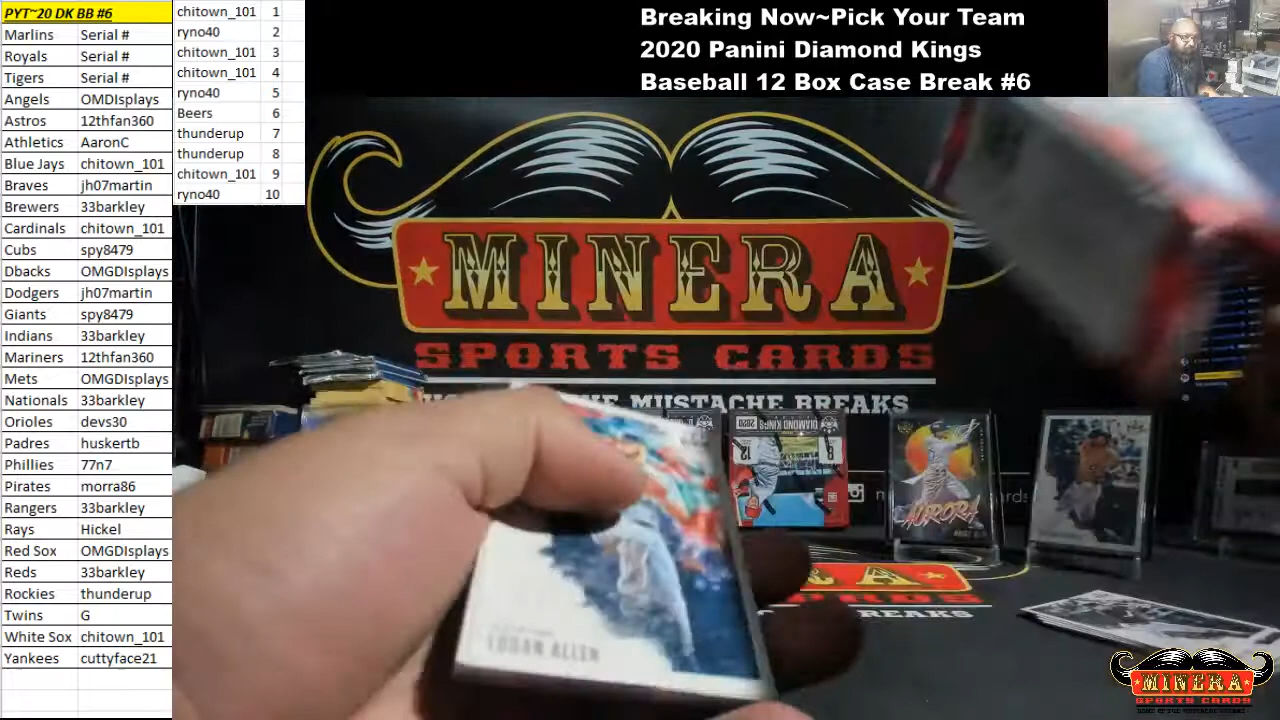 PYT~20 DK BB #6
Marlins Serial #
Royals Serial #
Tigers Serial #
Angels OMDIsplays
Astros 12thfan360
Athletics AaronC
Blue Jays chitown_101
Braves jh07martin
Brewers 33barkley
Cardinals chitown_101
Cubs spy8479
Dbacks OMGDIsplays
Dodgers jh07martin
Giants spy8479
Indians 33barkley
Mariners 12thfan360
Mets OMGDIsplays
Nationals 33barkley
Orioles devs30
Padres huskertb
Phillies 77n7
Pirates morra86
Rangers 33barkley
Rays Hickel
Red Sox OMGDIsplays
Reds 33barkley
Rockies thunderup
Twins G
White Sox chitown_101
Yankees cuttyface21
chitown_101 1
ryno40 2
chitown_101 3
chitown_101 4
ryno40 5
Beers 6
thunderup 7
thunderup 8
chitown_101 9
ryno40 10
Breaking Now~Pick Your Team
2020 Panini Diamond Kings
Baseball 12 Box Case Break #6
MINERA
SPORTS CARDS
MUSTACHE BREAKS
DIAMOND KINGS
2020
12
8
AURORA
LOGAN ALLEN
MINERA
SPORTS CARDS